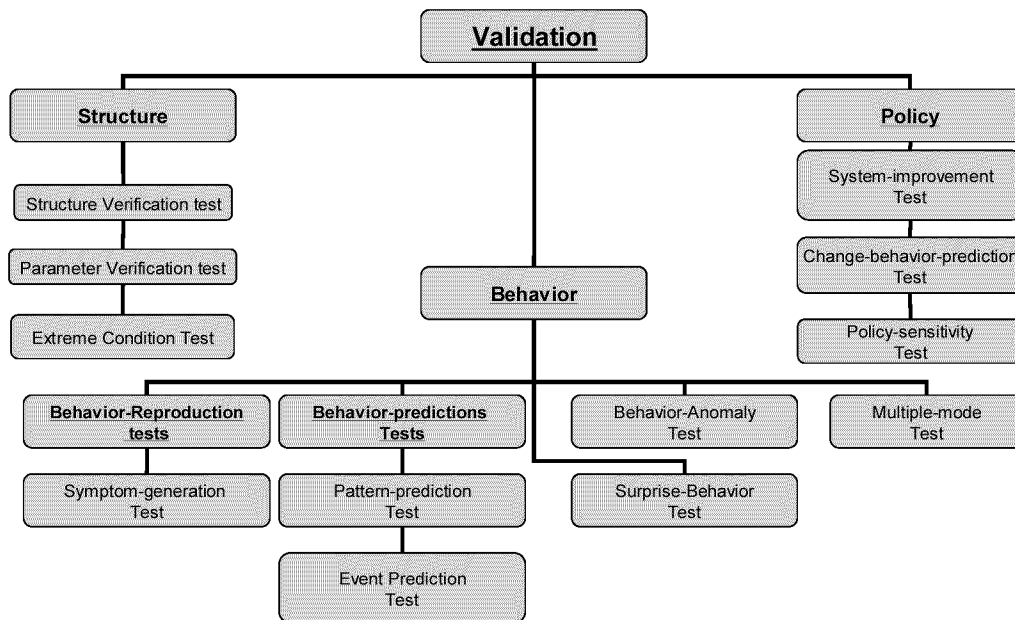 Validation
Structure
Policy
System-improvement
Test
Structure Verification test
Parameter Verification test
Change-behavior-prediction
Test
Behavior
Extreme Condition Test
Policy-sensitivity
Test
Behavior-Reproduction
tests
Behavior-predictions
Tests
Behavior-Anomaly
Test
Multiple-mode
Test
Symptom-generation
Test
Pattern-prediction
Test
Surprise-Behavior
Test
Event Prediction
Test